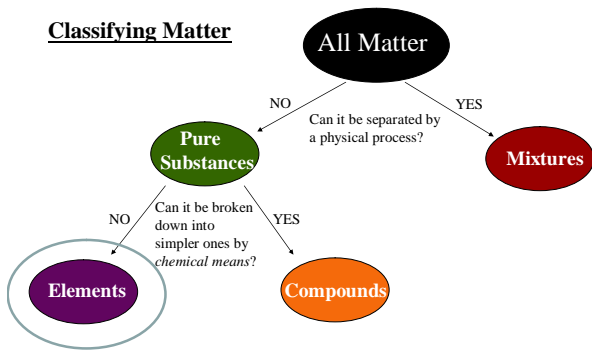 Classifying Matter
All Matter
NO
YES
Can it be separated by
a physical process?
Pure
Substances
Mixtures
NO
Can it be broken
down into
simpler ones by
chemical means?
YES
Elements
Compounds